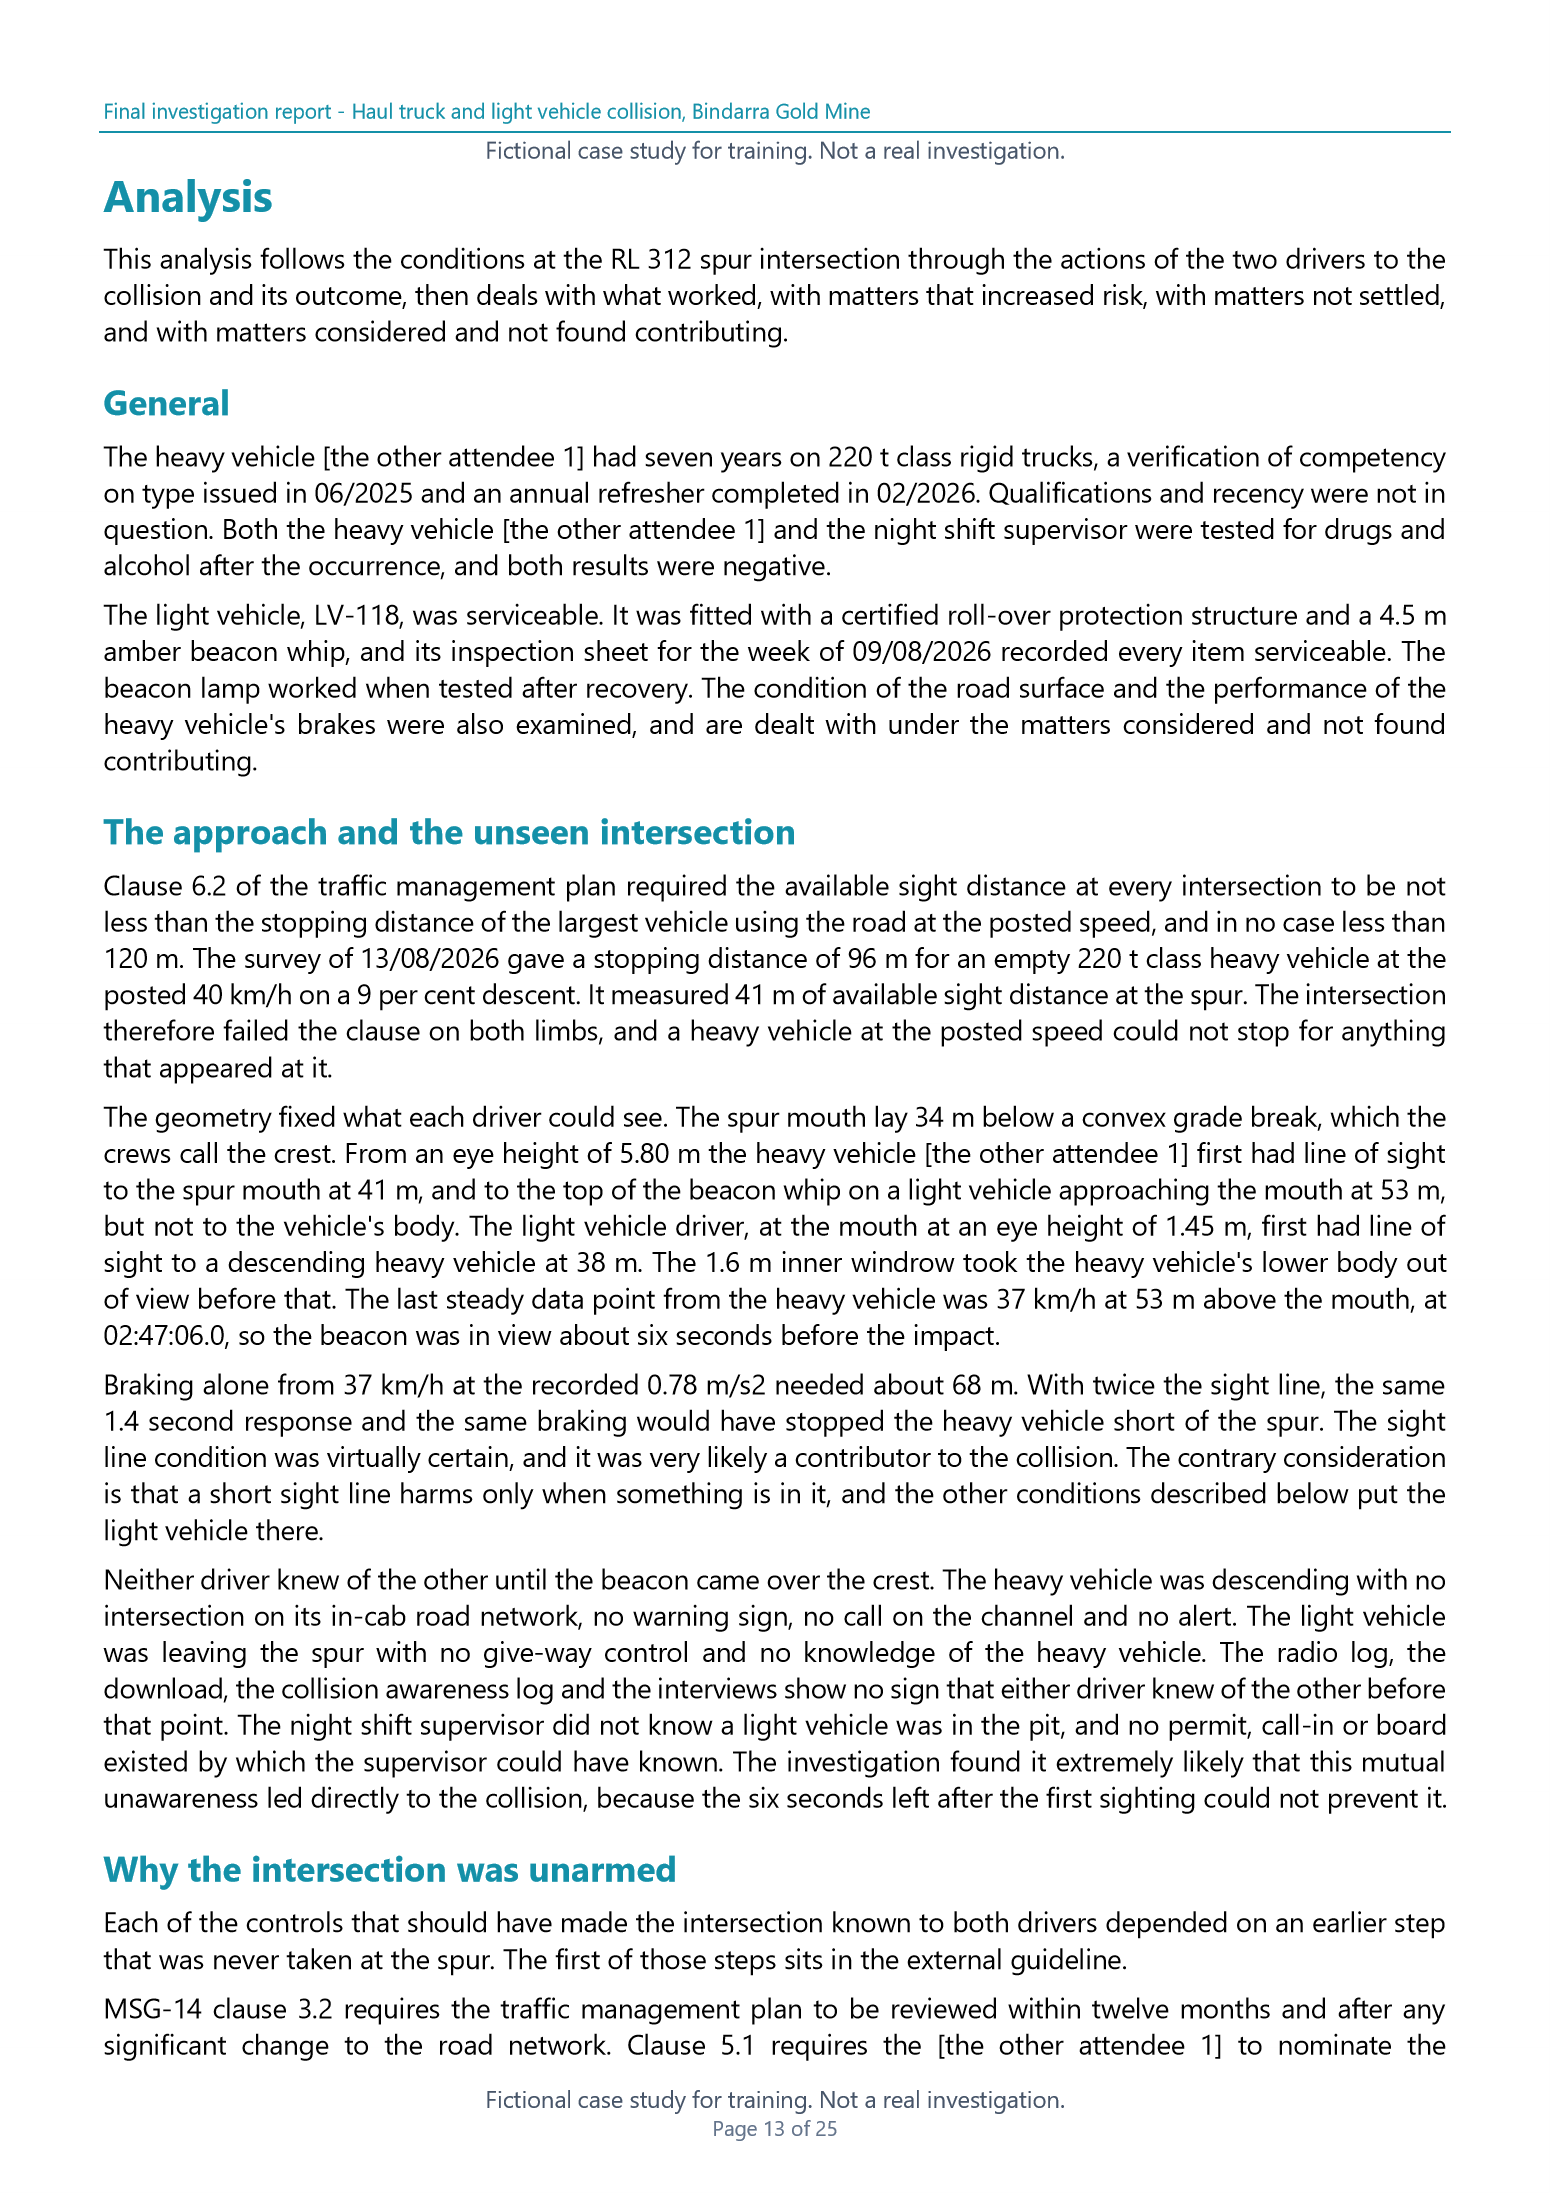 Final investigation report - Haul truck and light vehicle collision, Bindarra Gold Mine
Fictional case study for training. Not a real investigation.
Analysis
This analysis follows the conditions at the RL 312 spur intersection through the actions of the two drivers to the
collision and its outcome, then deals with what worked, with matters that increased risk, with matters not settled,
and with matters considered and not found contributing.
General
The heavy vehicle [the other attendee 1] had seven years on 220 t class rigid trucks, a verification of competency
on type issued in 06/2025 and an annual refresher completed in 02/2026. Qualifications and recency were not in
question. Both the heavy vehicle [the other attendee 1] and the night shift supervisor were tested for drugs and
alcohol after the occurrence, and both results were negative.
The light vehicle, LV-118, was serviceable. It was fitted with a certified roll-over protection structure and a 4.5 m
amber beacon whip, and its inspection sheet for the week of 09/08/2026 recorded every item serviceable. The
beacon lamp worked when tested after recovery. The condition of the road surface and the performance of the
heavy vehicle's brakes were also examined, and are dealt with under the matters considered and not found
contributing.
The approach and the unseen intersection
Clause 6.2 of the traffic management plan required the available sight distance at every intersection to be not
less than the stopping distance of the largest vehicle using the road at the posted speed, and in no case less than
120 m. The survey of 13/08/2026 gave a stopping distance of 96 m for an empty 220 t class heavy vehicle at the
posted 40 km/h on a 9 per cent descent. It measured 41 m of available sight distance at the spur. The intersection
therefore failed the clause on both limbs, and a heavy vehicle at the posted speed could not stop for anything
that appeared at it.
The geometry fixed what each driver could see. The spur mouth lay 34 m below a convex grade break, which the
crews call the crest. From an eye height of 5.80 m the heavy vehicle [the other attendee 1] first had line of sight
to the spur mouth at 41 m, and to the top of the beacon whip on a light vehicle approaching the mouth at 53 m,
but not to the vehicle's body. The light vehicle driver, at the mouth at an eye height of 1.45 m, first had line of
sight to a descending heavy vehicle at 38 m. The 1.6 m inner windrow took the heavy vehicle's lower body out
of view before that. The last steady data point from the heavy vehicle was 37 km/h at 53 m above the mouth, at
02:47:06.0, so the beacon was in view about six seconds before the impact.
Braking alone from 37 km/h at the recorded 0.78 m/s2 needed about 68 m. With twice the sight line, the same
1.4 second response and the same braking would have stopped the heavy vehicle short of the spur. The sight
line condition was virtually certain, and it was very likely a contributor to the collision. The contrary consideration
is that a short sight line harms only when something is in it, and the other conditions described below put the
light vehicle there.
Neither driver knew of the other until the beacon came over the crest. The heavy vehicle was descending with no
intersection on its in-cab road network, no warning sign, no call on the channel and no alert. The light vehicle
was leaving the spur with no give-way control and no knowledge of the heavy vehicle. The radio log, the
download, the collision awareness log and the interviews show no sign that either driver knew of the other before
that point. The night shift supervisor did not know a light vehicle was in the pit, and no permit, call-in or board
existed by which the supervisor could have known. The investigation found it extremely likely that this mutual
unawareness led directly to the collision, because the six seconds left after the first sighting could not prevent it.
Why the intersection was unarmed
Each of the controls that should have made the intersection known to both drivers depended on an earlier step
that was never taken at the spur. The first of those steps sits in the external guideline.
MSG-14 clause 3.2 requires the traffic management plan to be reviewed within twelve months and after any
significant change to the road network. Clause 5.1 requires the [the other attendee 1] to nominate the
Fictional case study for training. Not a real investigation.
Page 13 of 25